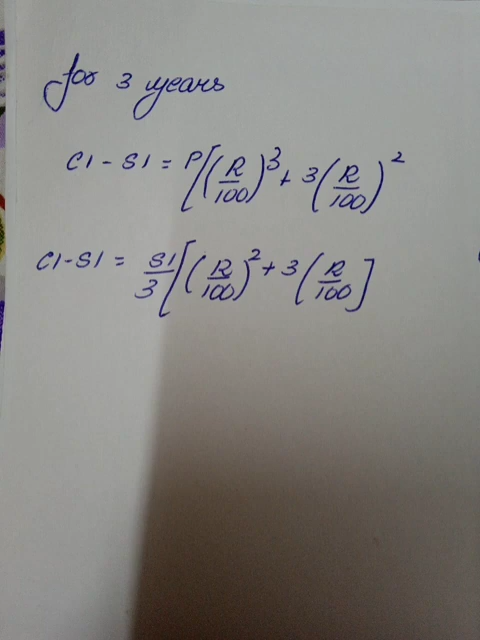 for 3 years
CI - SI = P[(R/100)^3 + 3(R/100)^2
CI-SI = SI/3[(R/100)^2 + 3(R/100]